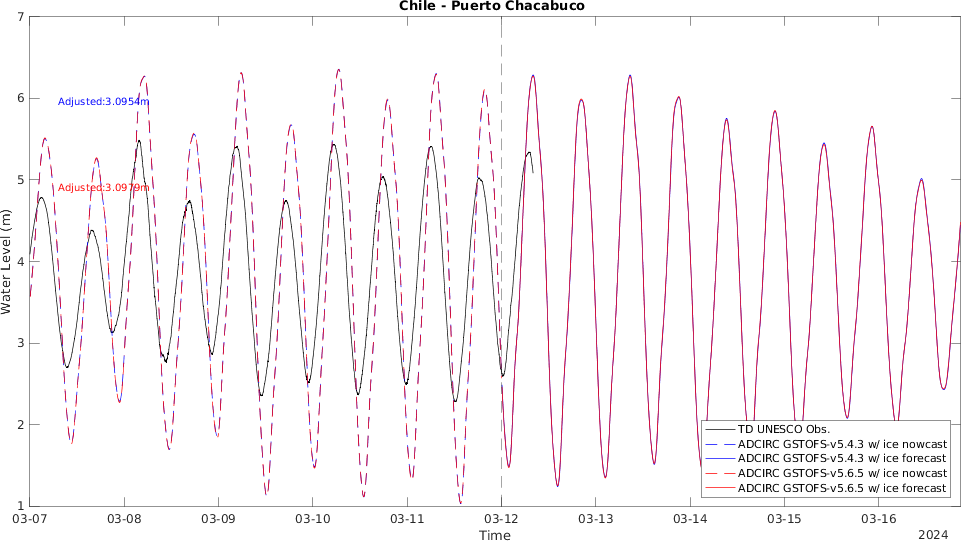 Chile - Puerto Chacabuco
7
6
5
4
3
2
1
Water Level (m)
Adjusted:3.0954m
Adjusted:3.0979m
TD UNESCO Obs.
ADCIRC GSTOFS-v5.4.3 w/ ice nowcast
ADCIRC GSTOFS-v5.4.3 w/ ice forecast
ADCIRC GSTOFS-v5.6.5 w/ ice nowcast
ADCIRC GSTOFS-v5.6.5 w/ ice forecast
03-07 03-08 03-09 03-10 03-11 03-12 03-13 03-14 03-15 03-16
Time
2024